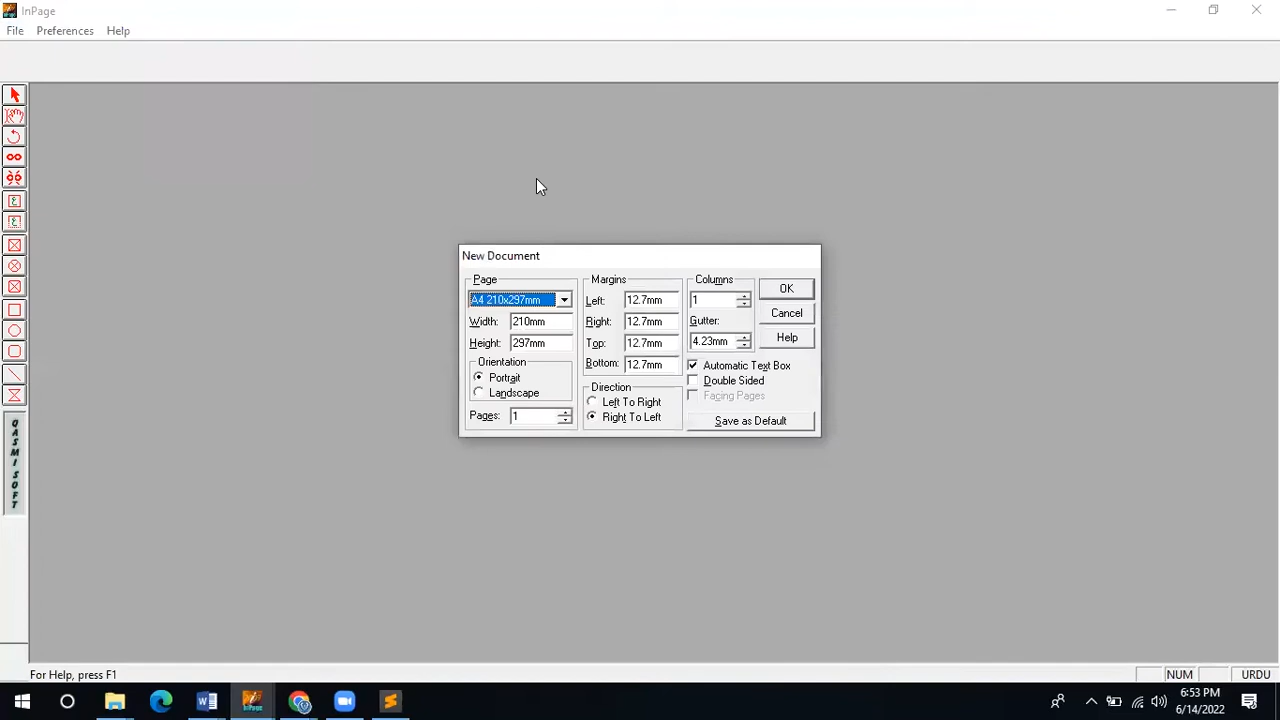 InPage
File Preferences Help
New Document
Page
A4 210x297mm
Width: 210mm
Height: 297mm
Orientation
Portrait
Landscape
Pages: 1
Margins
Left: 12.7mm
Right: 12.7mm
Top: 12.7mm
Bottom: 12.7mm
Direction
Left To Right
Right To Left
Columns
1
Gutter:
4.23mm
OK
Cancel
Help
Automatic Text Box
Double Sided
Facing Pages
Save as Default
QASMI SOFT
For Help, press F1
NUM
URDU
6:53 PM
6/14/2022